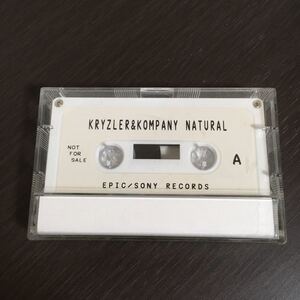 KRYZLER&KOMPANY NATURAL
NOT
FOR
SALE
A
EPIC/SONY RECORDS